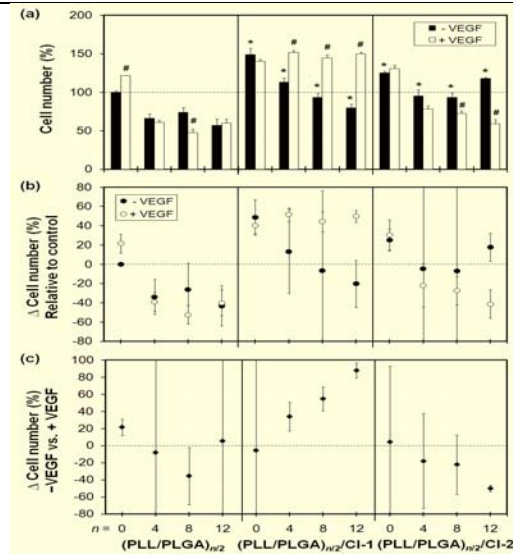 (a)
200
150
100
50
0
Cell number (%)
- VEGF
+ VEGF
# # * # * # * # * * * * # * #
(b)
80
60
40
20
0
-20
-40
-60
-80
Δ Cell number (%)
Relative to control
- VEGF
+ VEGF
(c)
100
80
60
40
20
0
-20
-40
-60
-80
Δ Cell number (%)
–VEGF vs. + VEGF
n = 0 4 8 12 0 4 8 12 0 4 8 12
(PLL/PLGA)n/2 (PLL/PLGA)n/2/CI-1 (PLL/PLGA)n/2/CI-2